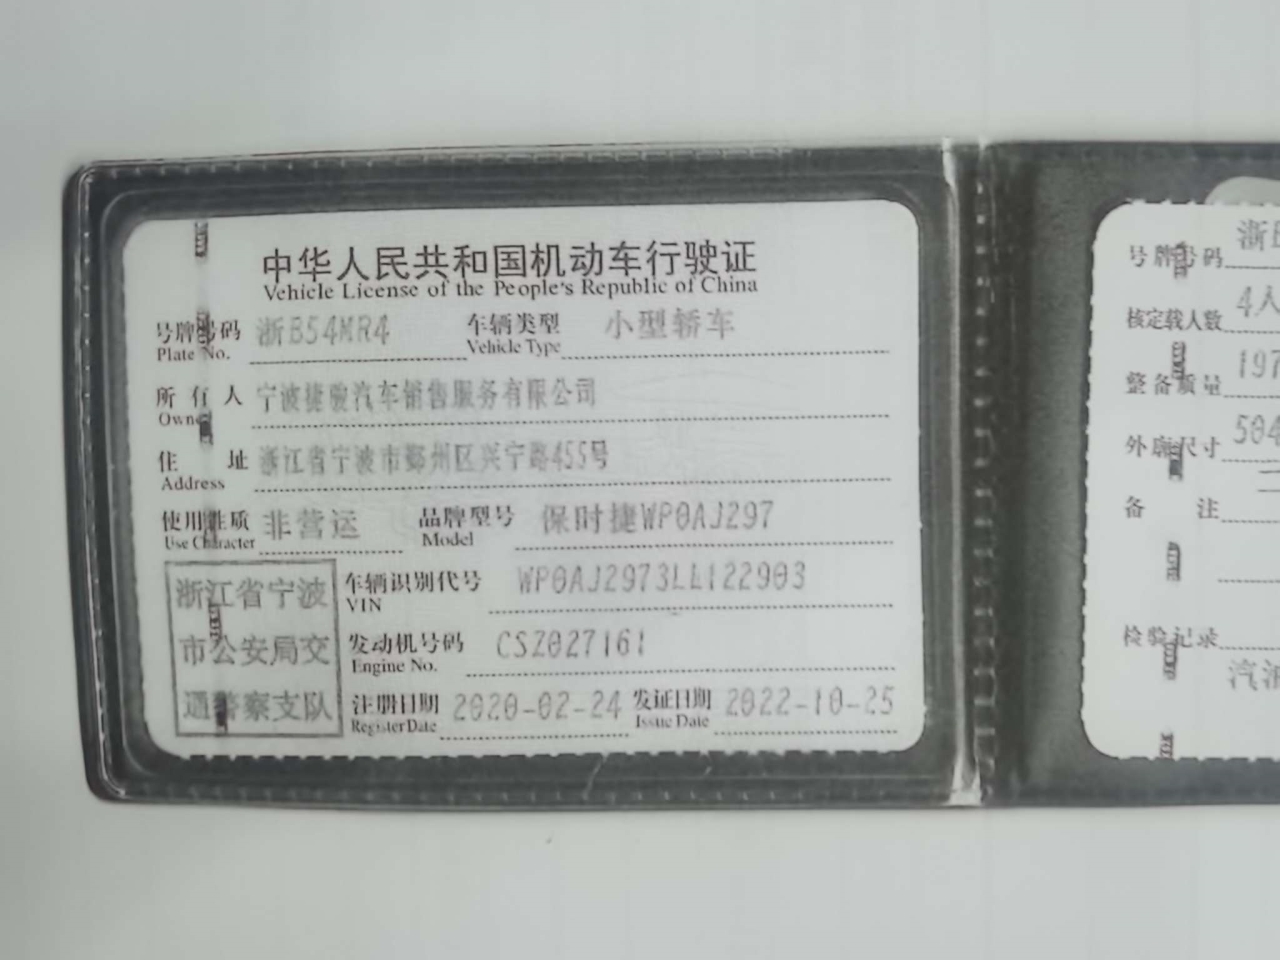 中华人民共和国机动车行驶证
Vehicle License of the People's Republic of China
号牌号码 浙B54MR4 车辆类型 小型轿车
Plate No. Vehicle Type
所有人 宁波捷骏汽车销售服务有限公司
Owner
住址 浙江省宁波市鄞州区兴宁路455号
Address
使用性质 非营运 品牌型号 保时捷WP0AJ297
Use Character Model
浙江省宁波
市公安局交
通警察支队
车辆识别代号 WP0AJ2973LL122903
VIN
发动机号码 CSZ027161
Engine No.
注册日期 2020-02-24 发证日期 2022-10-25
Register Date Issue Date
号牌号码 浙B
核定载人数 4人
整备质量 197
外廓尺寸 504
备注
检验记录
汽油